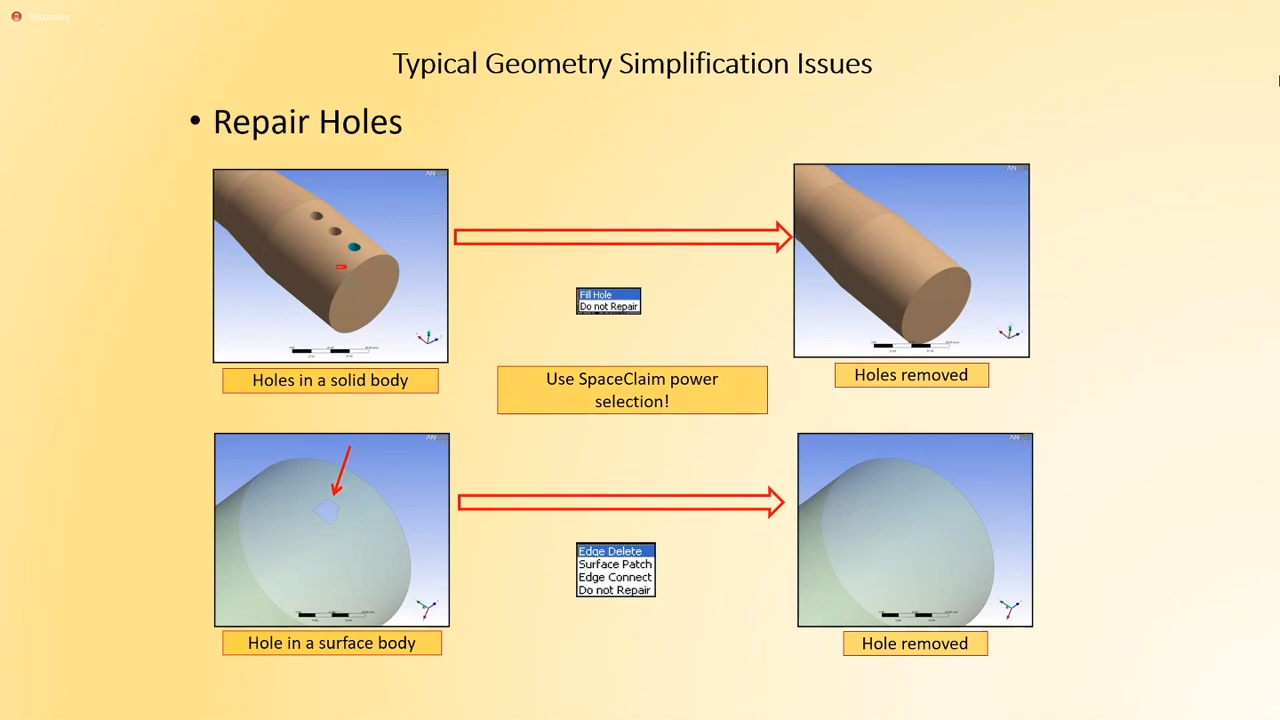 Recording
Typical Geometry Simplification Issues
• Repair Holes
Fill Hole
Do not Repair
Holes in a solid body
Holes removed
Use SpaceClaim power
selection!
Edge Delete
Surface Patch
Edge Connect
Do not Repair
Hole in a surface body
Hole removed